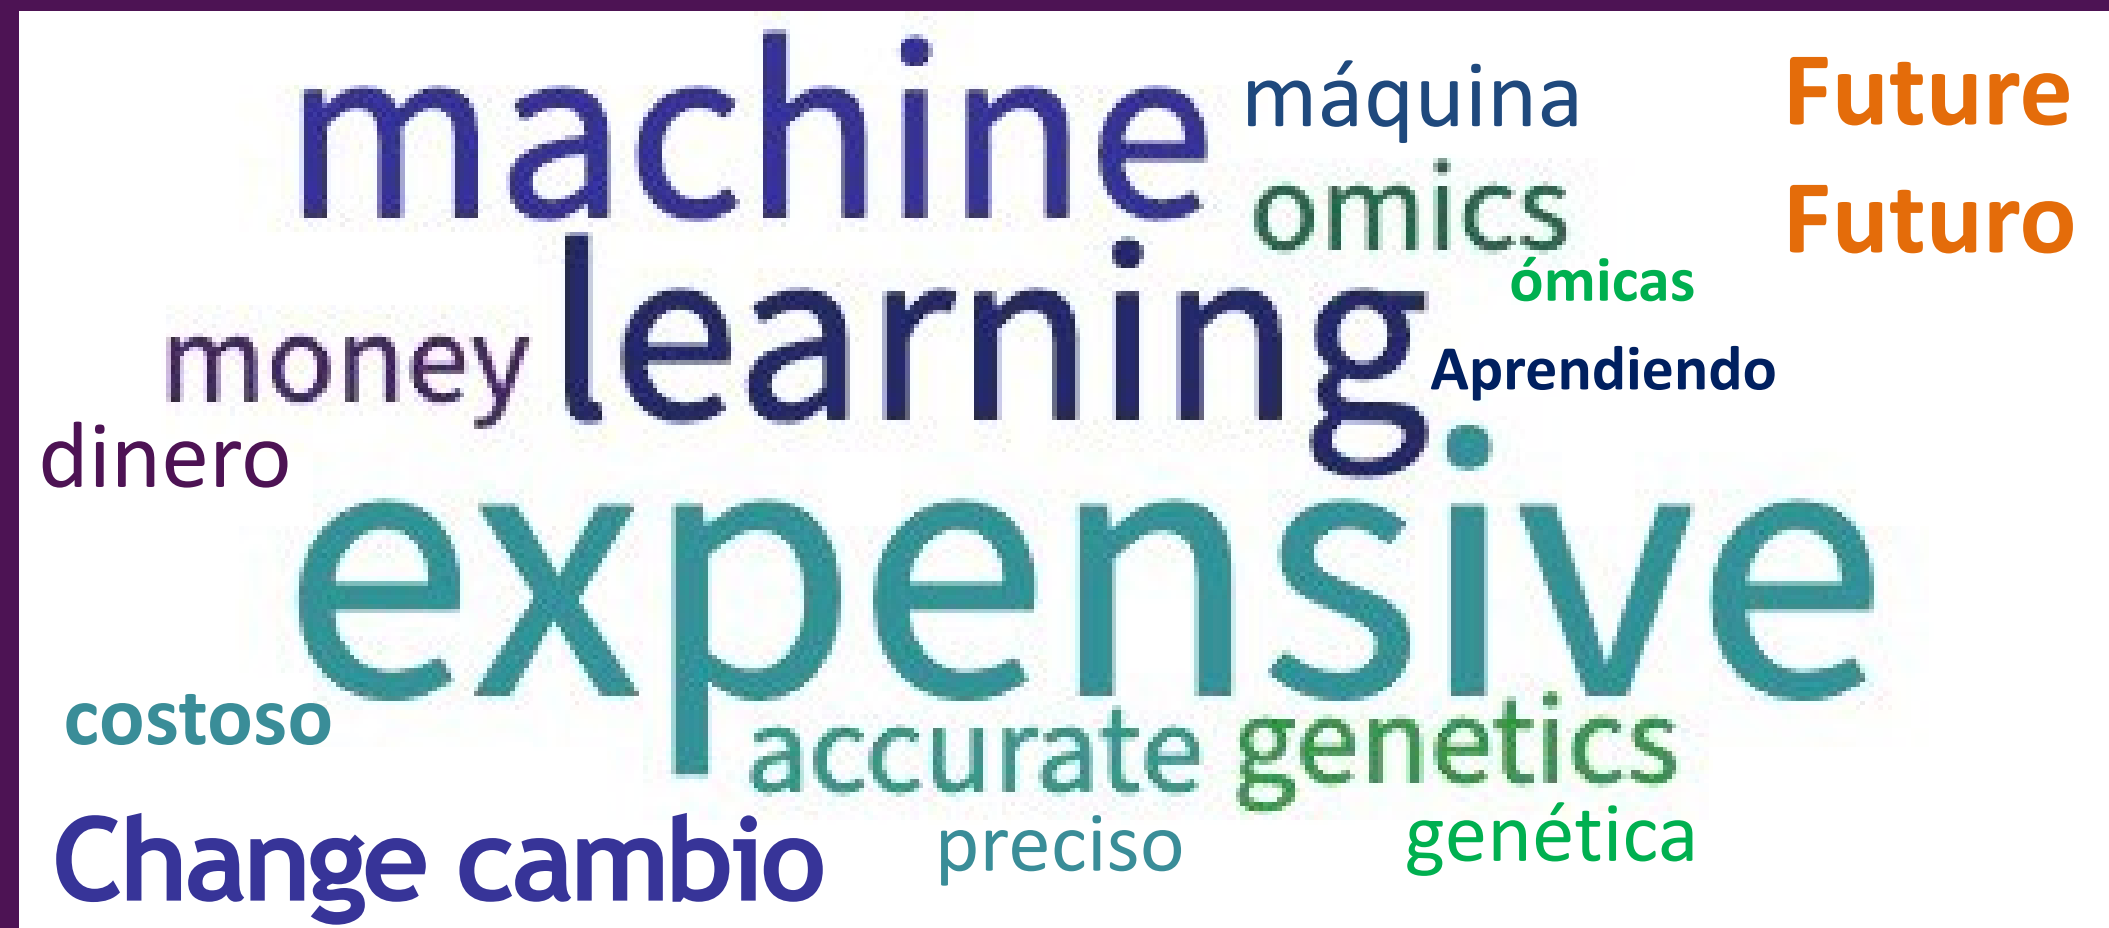 machine
máquina
Future
omics
Futuro
ómicas
learning
money
Aprendiendo
dinero
expensive
costoso
accurate
genetics
Change cambio
preciso
genética